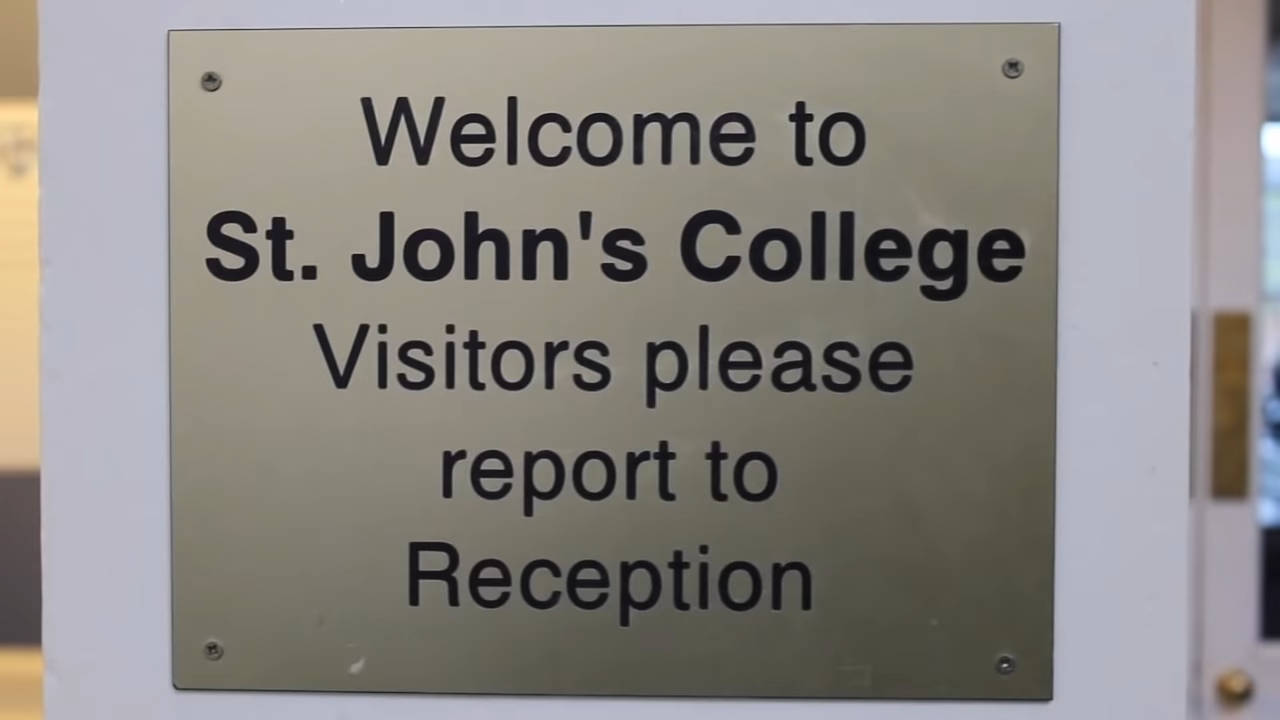 Welcome to
St. John's College
Visitors please
report to
Reception